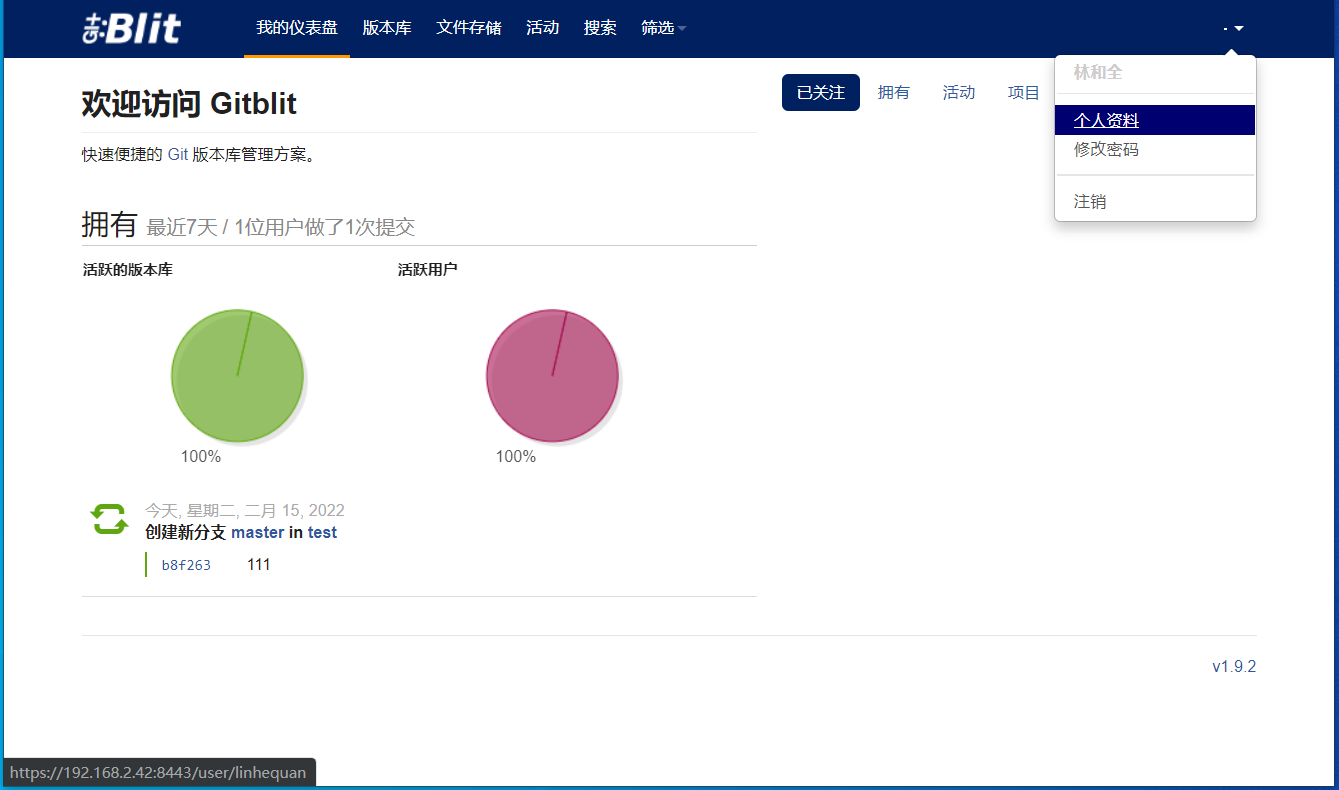 Blit
我的仪表盘 版本库 文件存储 活动 搜索 筛选
林和全
个人资料
修改密码
注销
已关注 拥有 活动 项目
欢迎访问 Gitblit
快速便捷的 Git 版本库管理方案。
拥有 最近7天 / 1位用户做了1次提交
活跃的版本库 活跃用户
100% 100%
今天, 星期二, 二月 15, 2022
创建新分支 master in test
b8f263 111
v1.9.2
https://192.168.2.42:8443/user/linhequan